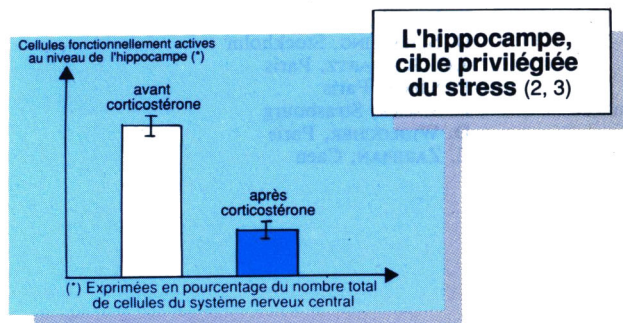 Cellules fonctionnellement actives
au niveau de l'hippocampe (*)
L'hippocampe,
cible privilégiée
du stress (2, 3)
avant
corticostérone
après
corticostérone
(*) Exprimées en pourcentage du nombre total
de cellules du système nerveux central